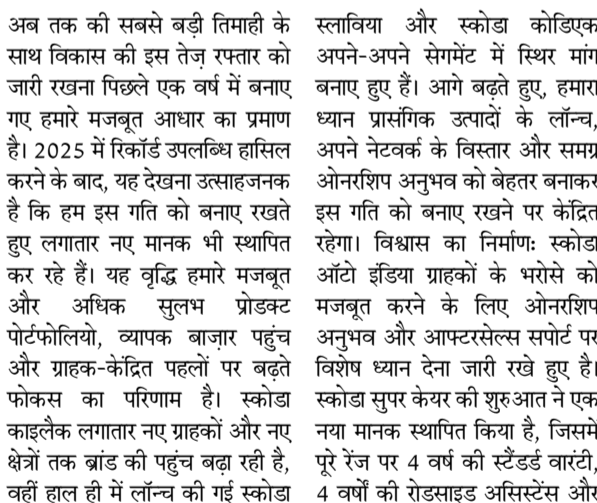 अब तक की सबसे बड़ी तिमाही के
साथ विकास की इस तेज़ रफ्तार को
जारी रखना पिछले एक वर्ष में बनाए
गए हमारे मजबूत आधार का प्रमाण
है। 2025 में रिकॉर्ड उपलब्धि हासिल
करने के बाद, यह देखना उत्साहजनक
है कि हम इस गति को बनाए रखते
हुए लगातार नए मानक भी स्थापित
कर रहे हैं। यह वृद्धि हमारे मजबूत
और अधिक सुलभ प्रोडक्ट
पोर्टफोलियो, व्यापक बाज़ार पहुंच
और ग्राहक-केंद्रित पहलों पर बढ़ते
फोकस का परिणाम है। स्कोडा
काइलैक लगातार नए ग्राहकों और नए
क्षेत्रों तक ब्रांड की पहुंच बढ़ा रही है,
वहीं हाल ही में लॉन्च की गई स्कोडा
स्लाविया और स्कोडा कोडिएक
अपने-अपने सेगमेंट में स्थिर मांग
बनाए हुए हैं। आगे बढ़ते हुए, हमारा
ध्यान प्रासंगिक उत्पादों के लॉन्च,
अपने नेटवर्क के विस्तार और समग्र
ओनरशिप अनुभव को बेहतर बनाकर
इस गति को बनाए रखने पर केंद्रित
रहेगा। विश्वास का निर्माणः स्कोडा
ऑटो इंडिया ग्राहकों के भरोसे को
मजबूत करने के लिए ओनरशिप
अनुभव और आफ्टरसेल्स सपोर्ट पर
विशेष ध्यान देना जारी रखे हुए है।
स्कोडा सुपर केयर की शुरुआत ने एक
नया मानक स्थापित किया है, जिसमे
पूरे रेंज पर 4 वर्ष की स्टैंडर्ड वारंटी,
4 वर्षों की रोडसाइड असिस्टेंस और